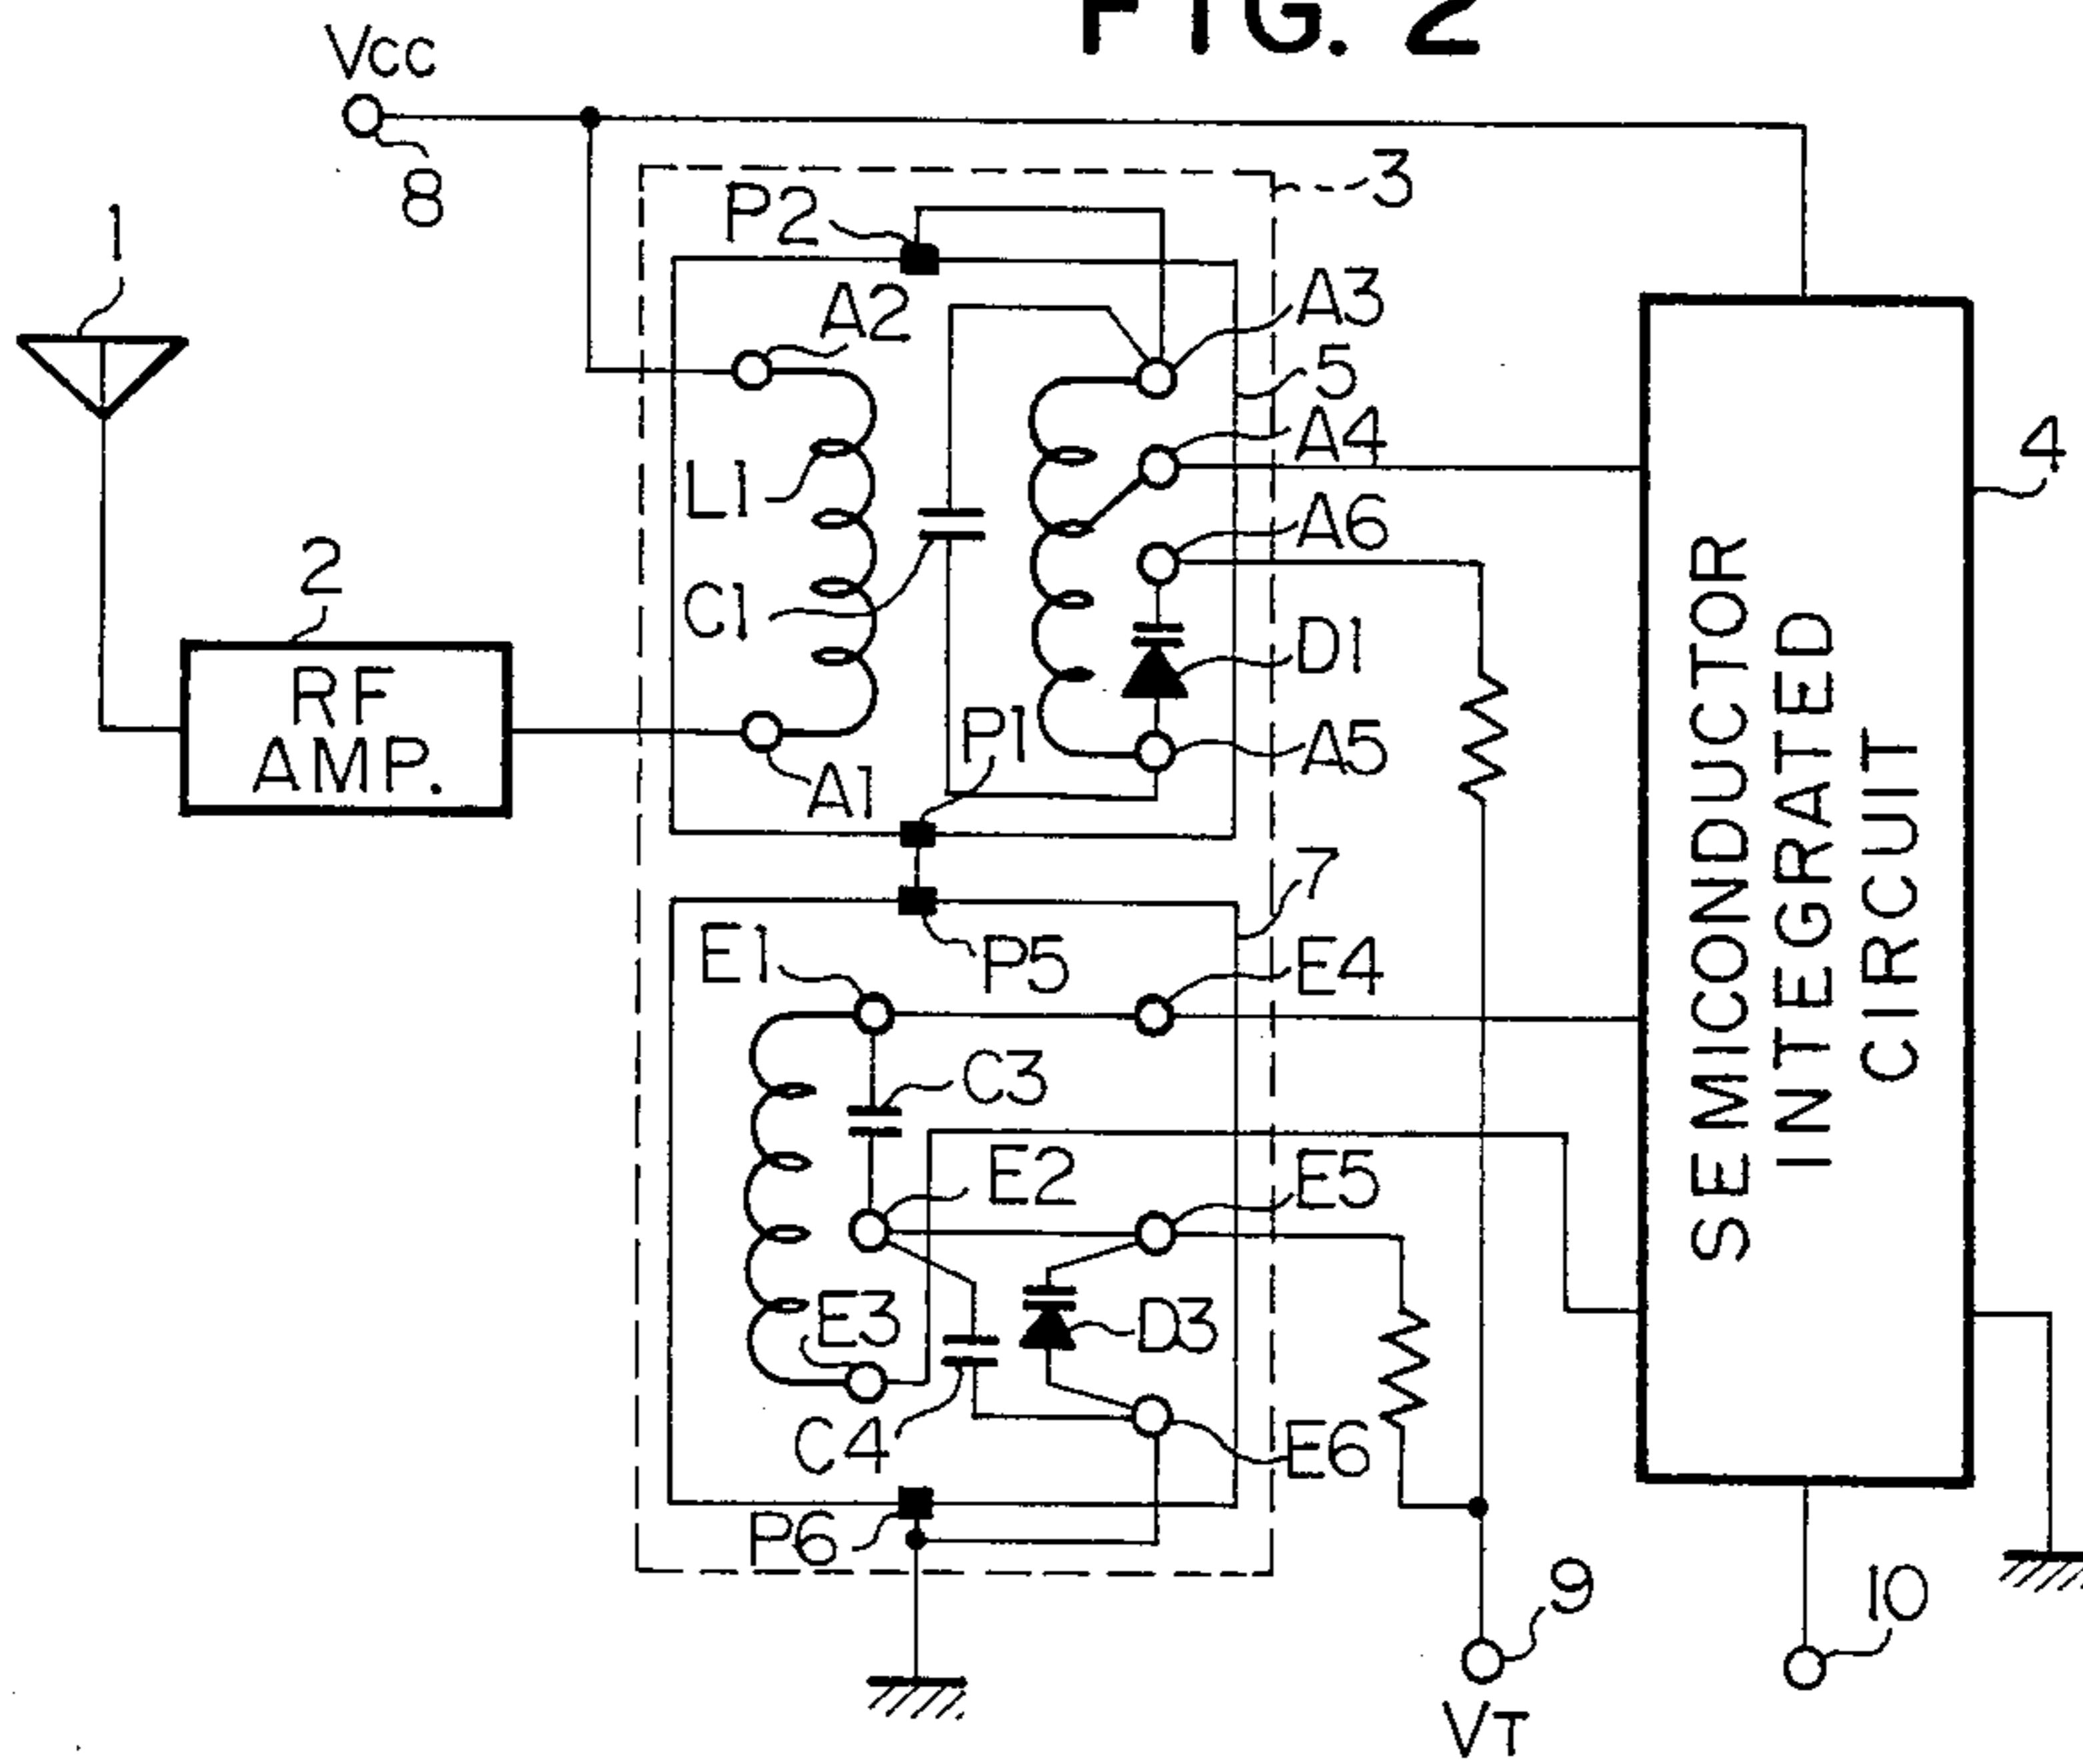 FIG. 2
Vcc
8
3
P2
1
A2
A3
5
A4
4
L1
A6
2
C1
D1
RF
AMP.
P1
A5
A1
SEMICONDUCTOR
INTEGRATED
CIRCUIT
7
E1
P5
E4
C3
E2
E5
E3
D3
C4
E6
P6
9
10
VT